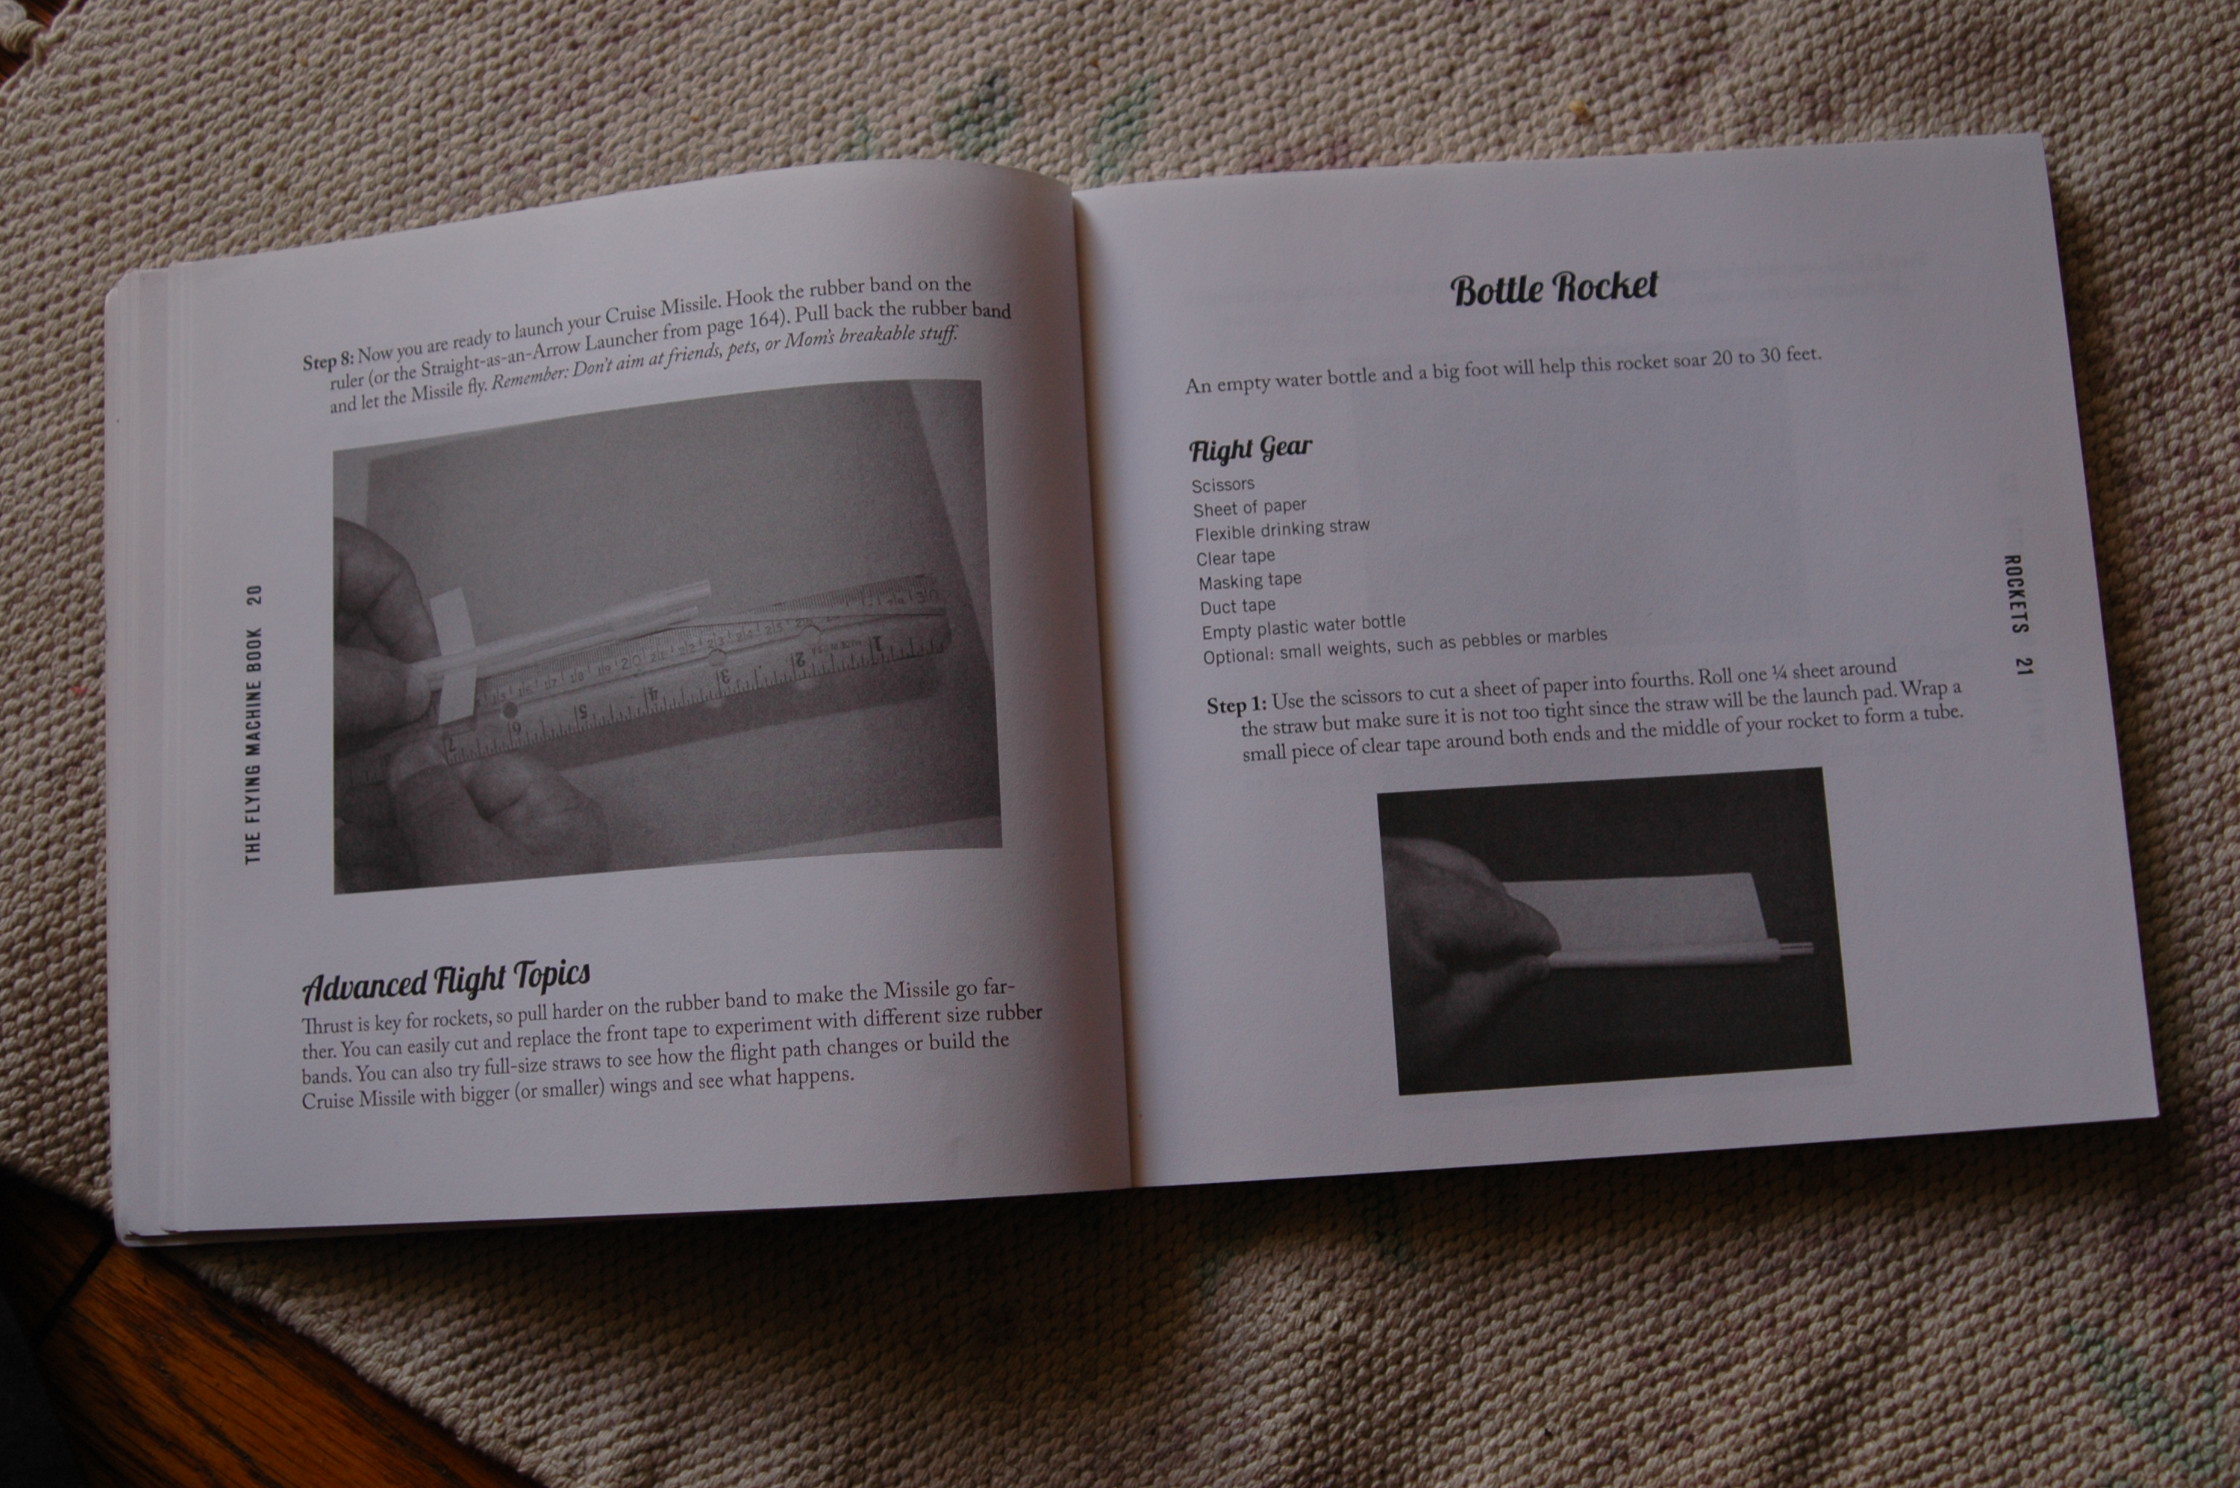 Step 8: Now you are ready to launch your Cruise Missile. Hook the rubber band on the
ruler (or the Straight-as-an-Arrow Launcher from page 164). Pull back the rubber band
and let the Missile fly. Remember: Don't aim at friends, pets, or Mom's breakable stuff.
30
1
2
3
4
5
6
7
Advanced Flight Topics
Thrust is key for rockets, so pull harder on the rubber band to make the Missile go far-
ther. You can easily cut and replace the front tape to experiment with different size rubber
bands. You can also try full-size straws to see how the flight path changes or build the
Cruise Missile with bigger (or smaller) wings and see what happens.
THE FLYING MACHINE BOOK 20
Bottle Rocket
An empty water bottle and a big foot will help this rocket soar 20 to 30 feet.
Flight Gear
Scissors
Sheet of paper
Flexible drinking straw
Clear tape
Masking tape
Duct tape
Empty plastic water bottle
Optional: small weights, such as pebbles or marbles
Step 1: Use the scissors to cut a sheet of paper into fourths. Roll one ¼ sheet around
the straw but make sure it is not too tight since the straw will be the launch pad. Wrap a
small piece of clear tape around both ends and the middle of your rocket to form a tube.
ROCKETS 21